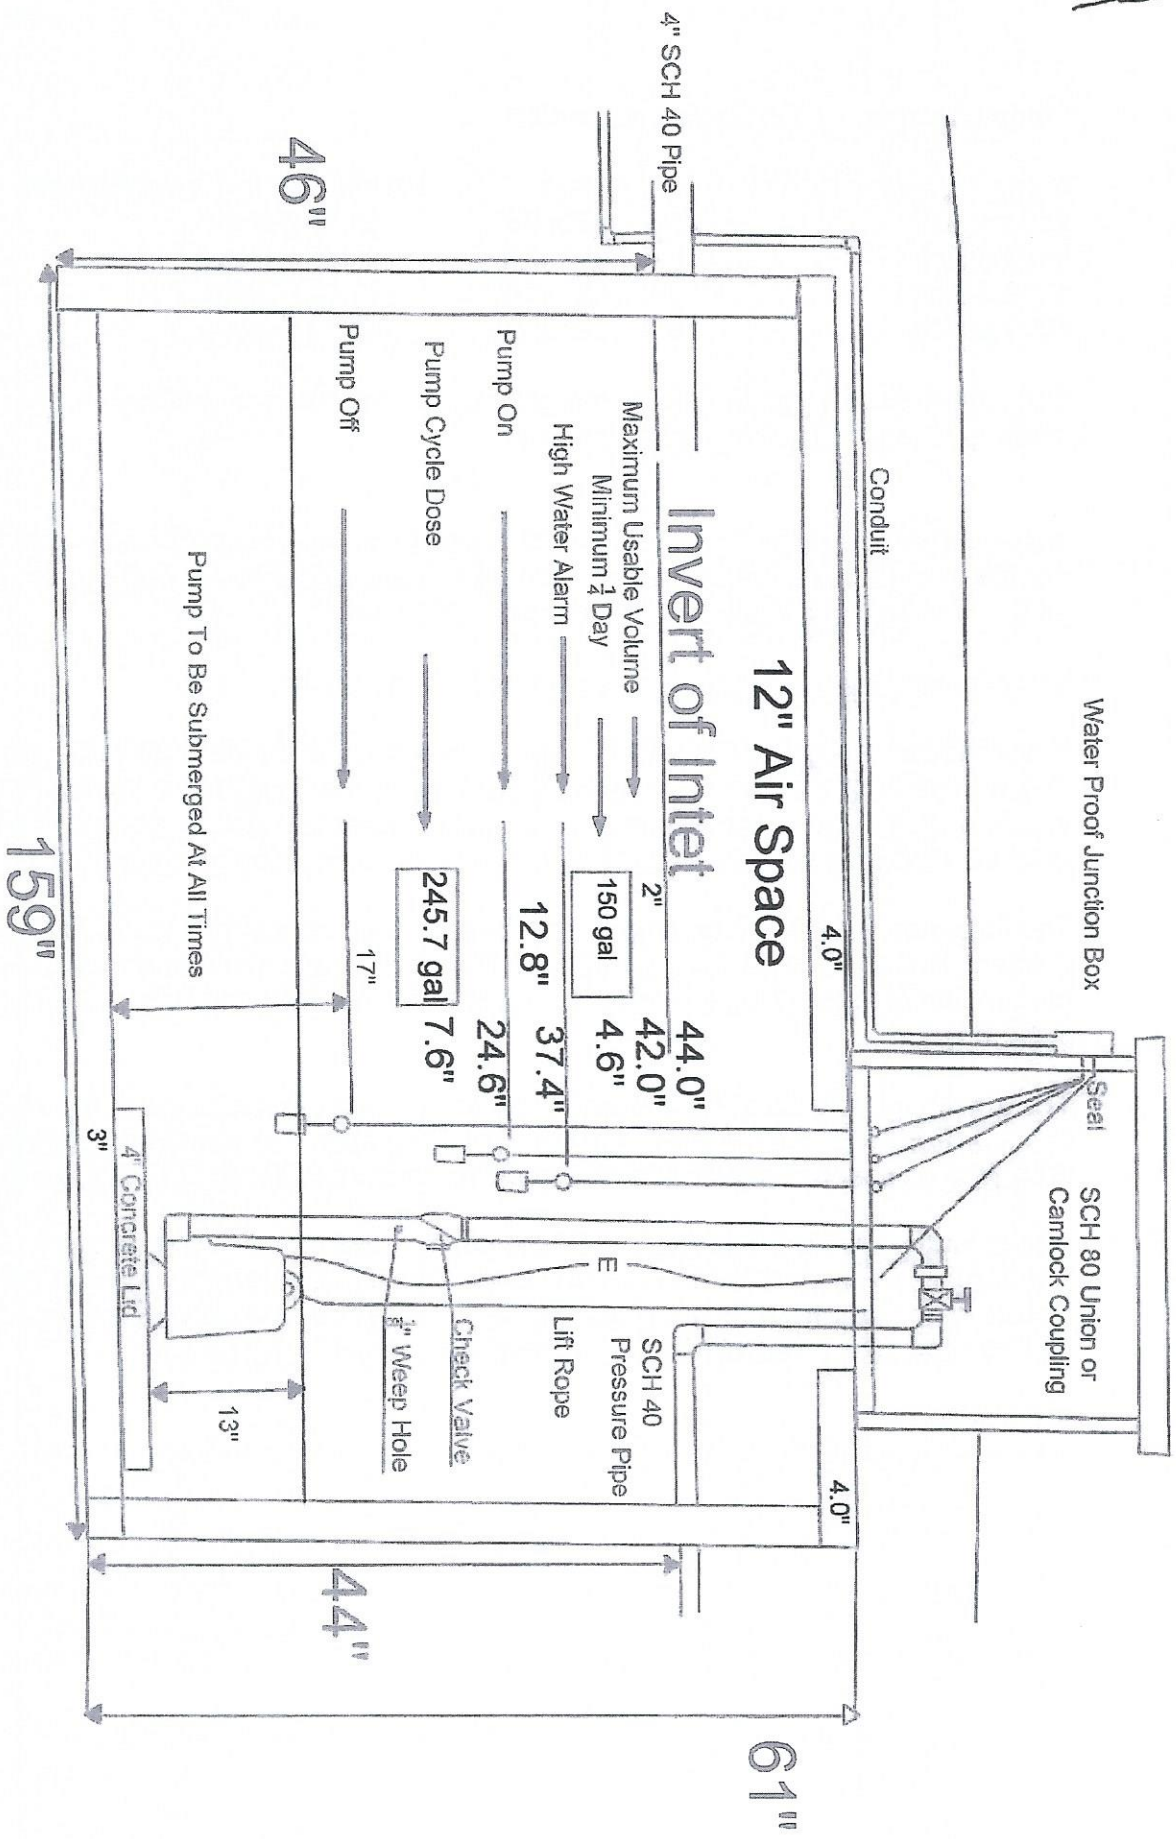 Water Proof Junction Box
Seal
SCH 80 Union or
Camlock Coupling
Conduit
4" SCH 40 Pipe
4.0"
4.0"
12" Air Space
Invert of Intet
44.0"
2"
Maximum Usable Volume
42.0"
Minimum 1/4 Day
150 gal
4.6"
High Water Alarm
37.4"
12.8"
Pump On
24.6"
Pump Cycle Dose
245.7 gal
7.6"
Pump Off
17"
Pump To Be Submerged At All Times
E
SCH 40
Pressure Pipe
Lift Rope
Check Valve
Weep Hole
13"
4" Concrete Lid
3"
46"
44"
61"
159"